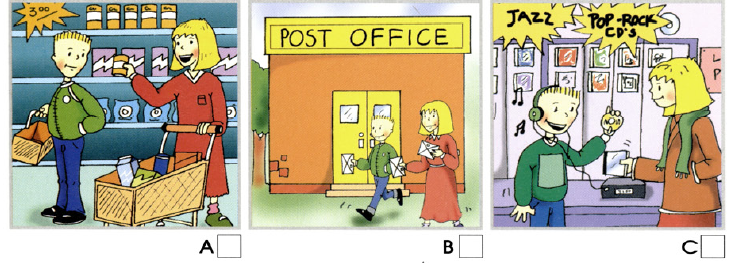 3.00
POST OFFICE
JAZZ
POP-ROCK
CD'S
A
B
C